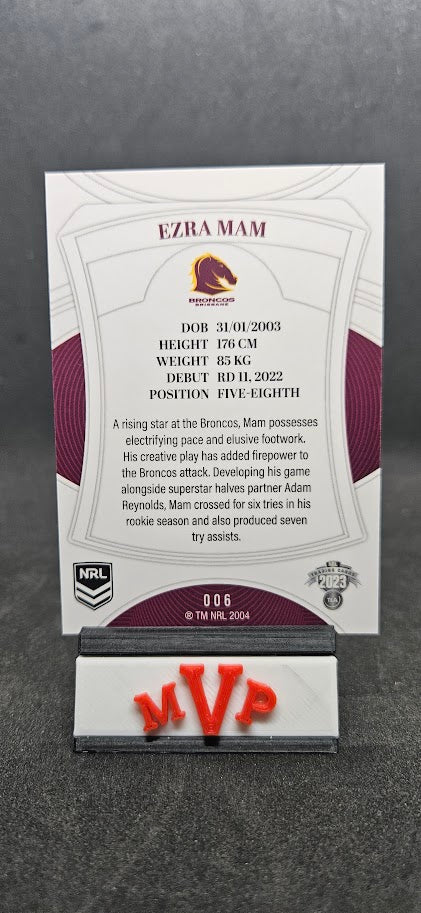 EZRA MAM
BRONCOS
BRISBANE
DOB 31/01/2003
HEIGHT 176 CM
WEIGHT 85 KG
DEBUT RD 11, 2022
POSITION FIVE-EIGHTH
A rising star at the Broncos, Mam possesses
electrifying pace and elusive footwork.
His creative play has added firepower to
the Broncos attack. Developing his game
alongside superstar halves partner Adam
Reynolds, Mam crossed for six tries in his
rookie season and also produced seven
try assists.
NRL
TRADING CARDS
2023
TLA
006
® TM NRL 2004
MVP